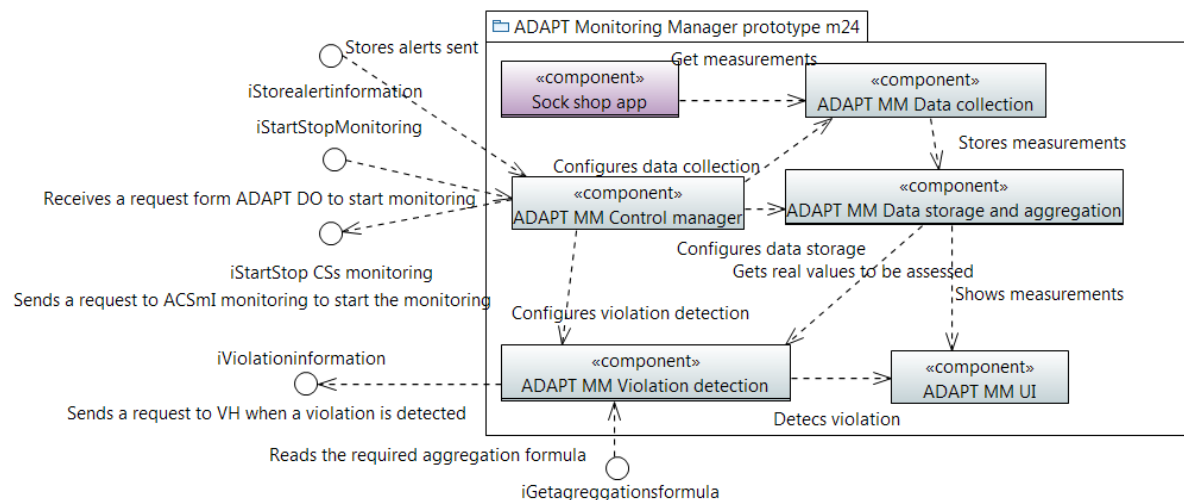 ADAPT Monitoring Manager prototype m24
Stores alerts sent
Get measurements
«component»
Sock shop app
«component»
ADAPT MM Data collection
iStorealertinformation
iStartStopMonitoring
Stores measurements
Configures data collection
«component»
ADAPT MM Control manager
«component»
ADAPT MM Data storage and aggregation
Receives a request form ADAPT DO to start monitoring
Configures data storage
iStartStop CSs monitoring
Gets real values to be assessed
Sends a request to ACSmI monitoring to start the monitoring
Shows measurements
Configures violation detection
iViolationinformation
«component»
ADAPT MM Violation detection
«component»
ADAPT MM UI
Sends a request to VH when a violation is detected
Detecs violation
Reads the required aggregation formula
iGetagreggationsformula